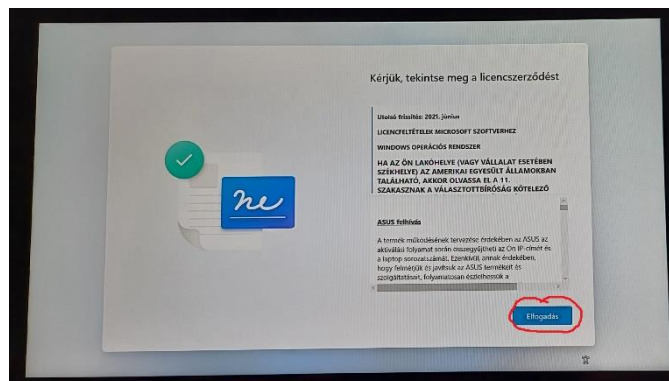 Kérjük, tekintse meg a licencszerződést
Utolsó frissítés: 2021. június
LICENCFELTÉTELEK MICROSOFT SZOFTVERHEZ
WINDOWS OPERÁCIÓS RENDSZER
HA AZ ÖN LAKÓHELYE (VAGY VÁLLALAT ESETÉBEN
SZÉKHELYE) AZ AMERIKAI EGYESÜLT ÁLLAMOKBAN
TALÁLHATÓ, AKKOR OLVASSA EL A 11.
SZAKASZNAK A VÁLASZTOTTBÍRÓSÁG KÖTELEZŐ
ASUS felhívás
A termék működésének tervezése érdekében az ASUS az
aktiválási folyamat során összegyűjtheti az Ön IP-címét és
a laptop sorozatszámát. Ezenkívül, annak érdekében,
hogy felmérjük és javítsuk az ASUS termékeit és
szolgáltatásait, folyamatosan észlelhossük a
Elfogadás